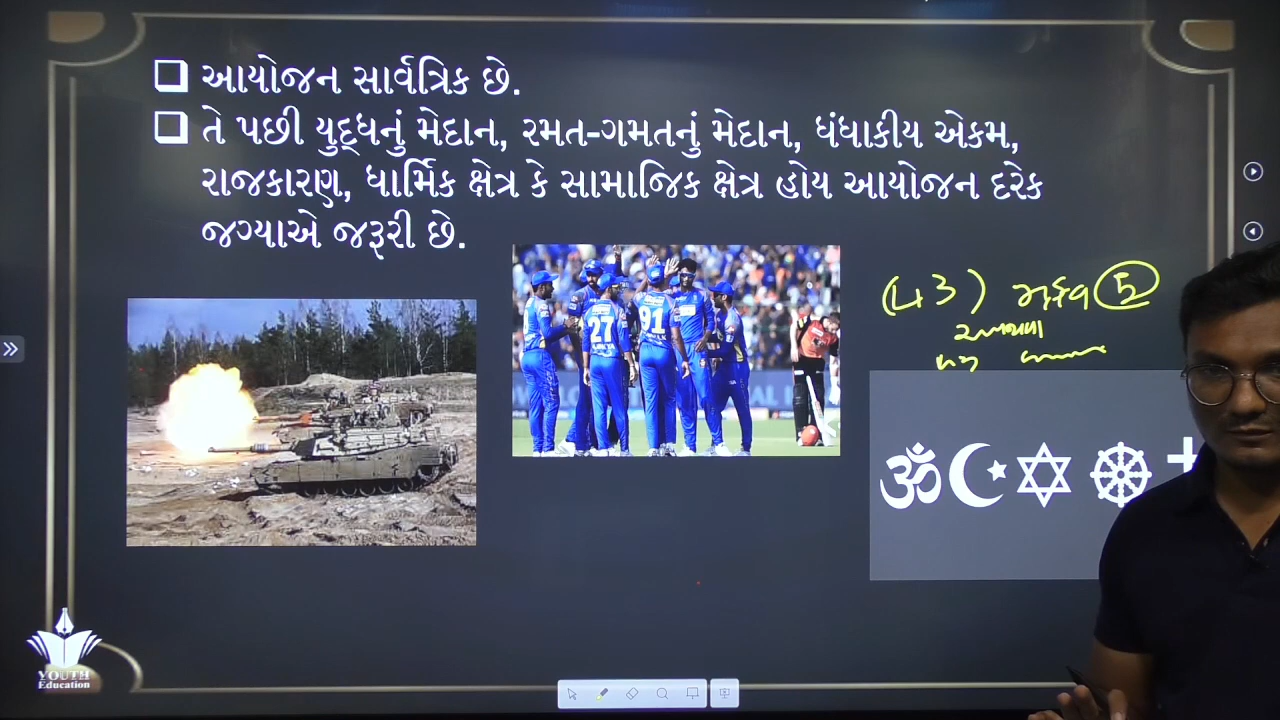 ❑ આયોજન સાર્વત્રિક છે.
❑ તે પછી યુદ્ધનું મેદાન, રમત-ગમતનું મેદાન, ધંધાકીય એકમ,
રાજકારણ, ધાર્મિક ક્ષેત્ર કે સામાજિક ક્ષેત્ર હોય આયોજન દરેક
જગ્યાએ જરૂરી છે.
27
91
YOUTH
Education